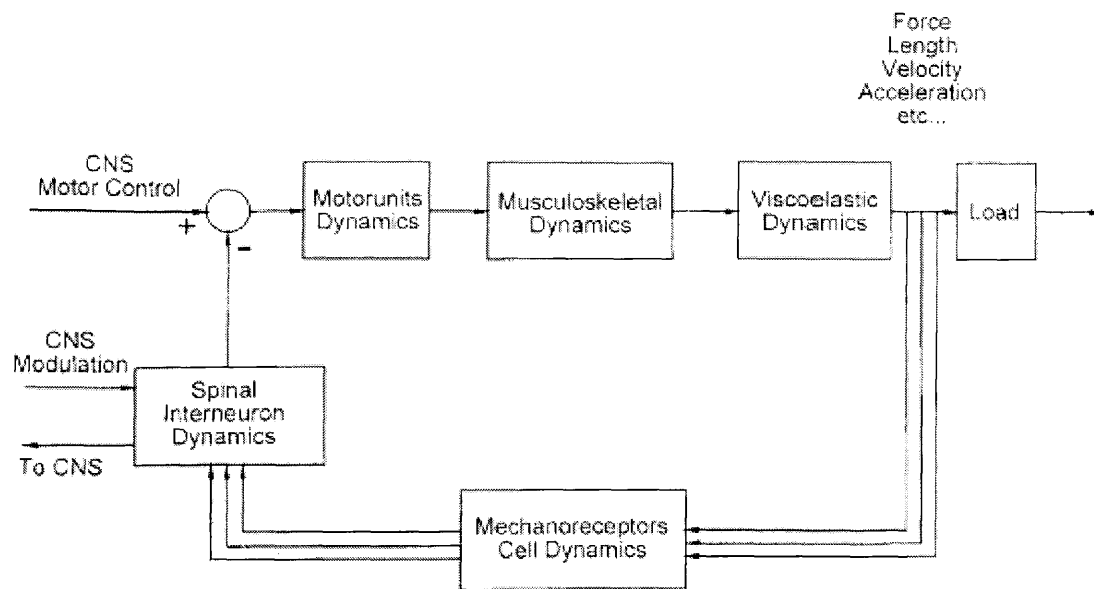 Force
Length
Velocity
Acceleration
etc...
CNS
Motor Control
+
−
Motorunits
Dynamics
Musculoskeletal
Dynamics
Viscoelastic
Dynamics
Load
CNS
Modulation
Spinal
Interneuron
Dynamics
To CNS
Mechanoreceptors
Cell Dynamics